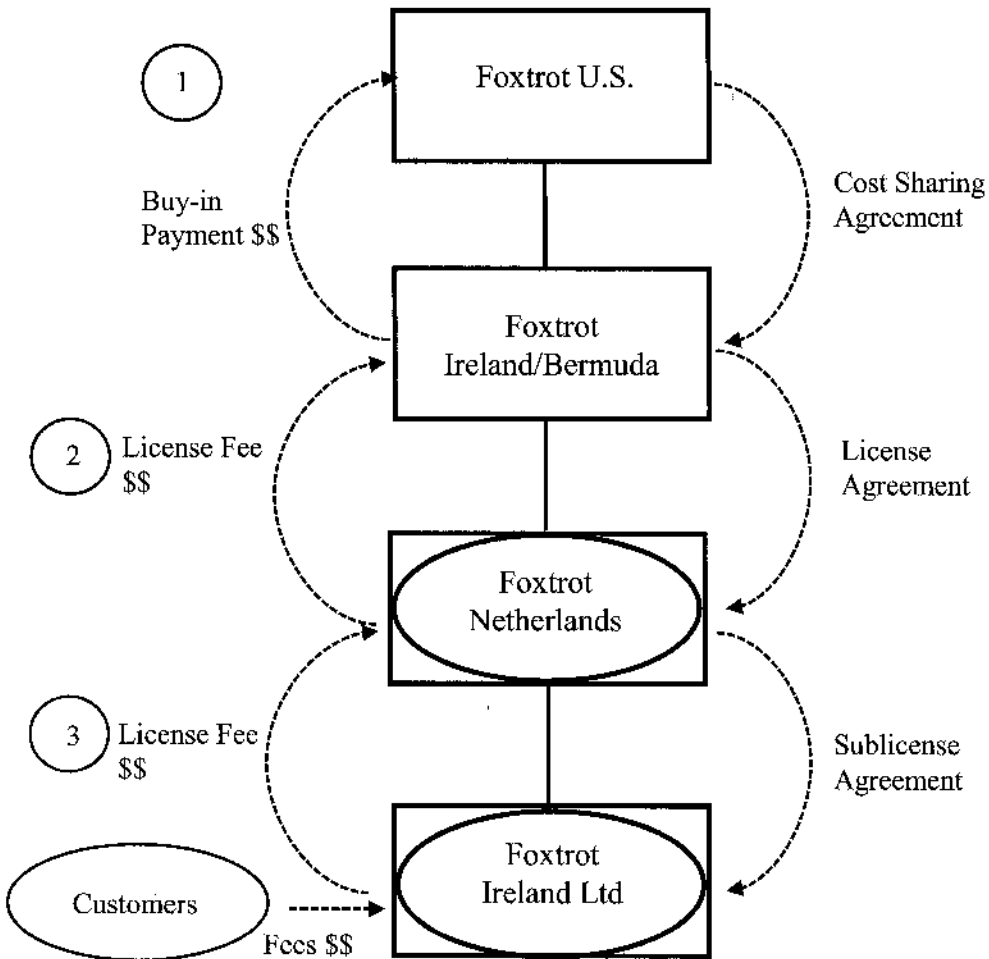 1
Foxtrot U.S.
Buy-in
Payment $$
Cost Sharing
Agreement
Foxtrot
Ireland/Bermuda
2
License Fee
$$
License
Agreement
Foxtrot
Netherlands
3
License Fee
$$
Sublicense
Agreement
Foxtrot
Ireland Ltd
Customers
Fees $$